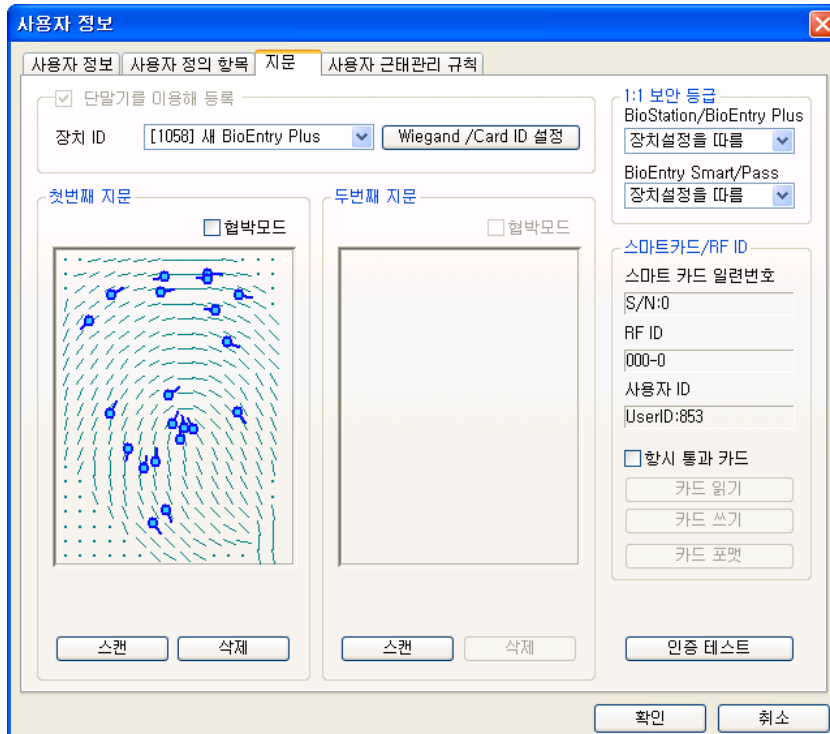 사용자 정보
사용자 정보 사용자 정의 항목 지문 사용자 근태관리 규칙
단말기를 이용해 등록
장치 ID [1058] 새 BioEntry Plus Wiegand /Card ID 설정
1:1 보안 등급
BioStation/BioEntry Plus
장치설정을 따름
BioEntry Smart/Pass
장치설정을 따름
첫번째 지문
협박모드
스캔 삭제
두번째 지문
협박모드
스캔 삭제
스마트카드/RF ID
스마트 카드 일련번호
S/N:0
RF ID
000-0
사용자 ID
UserID:853
항시 통과 카드
카드 읽기
카드 쓰기
카드 포맷
인증 테스트
확인 취소